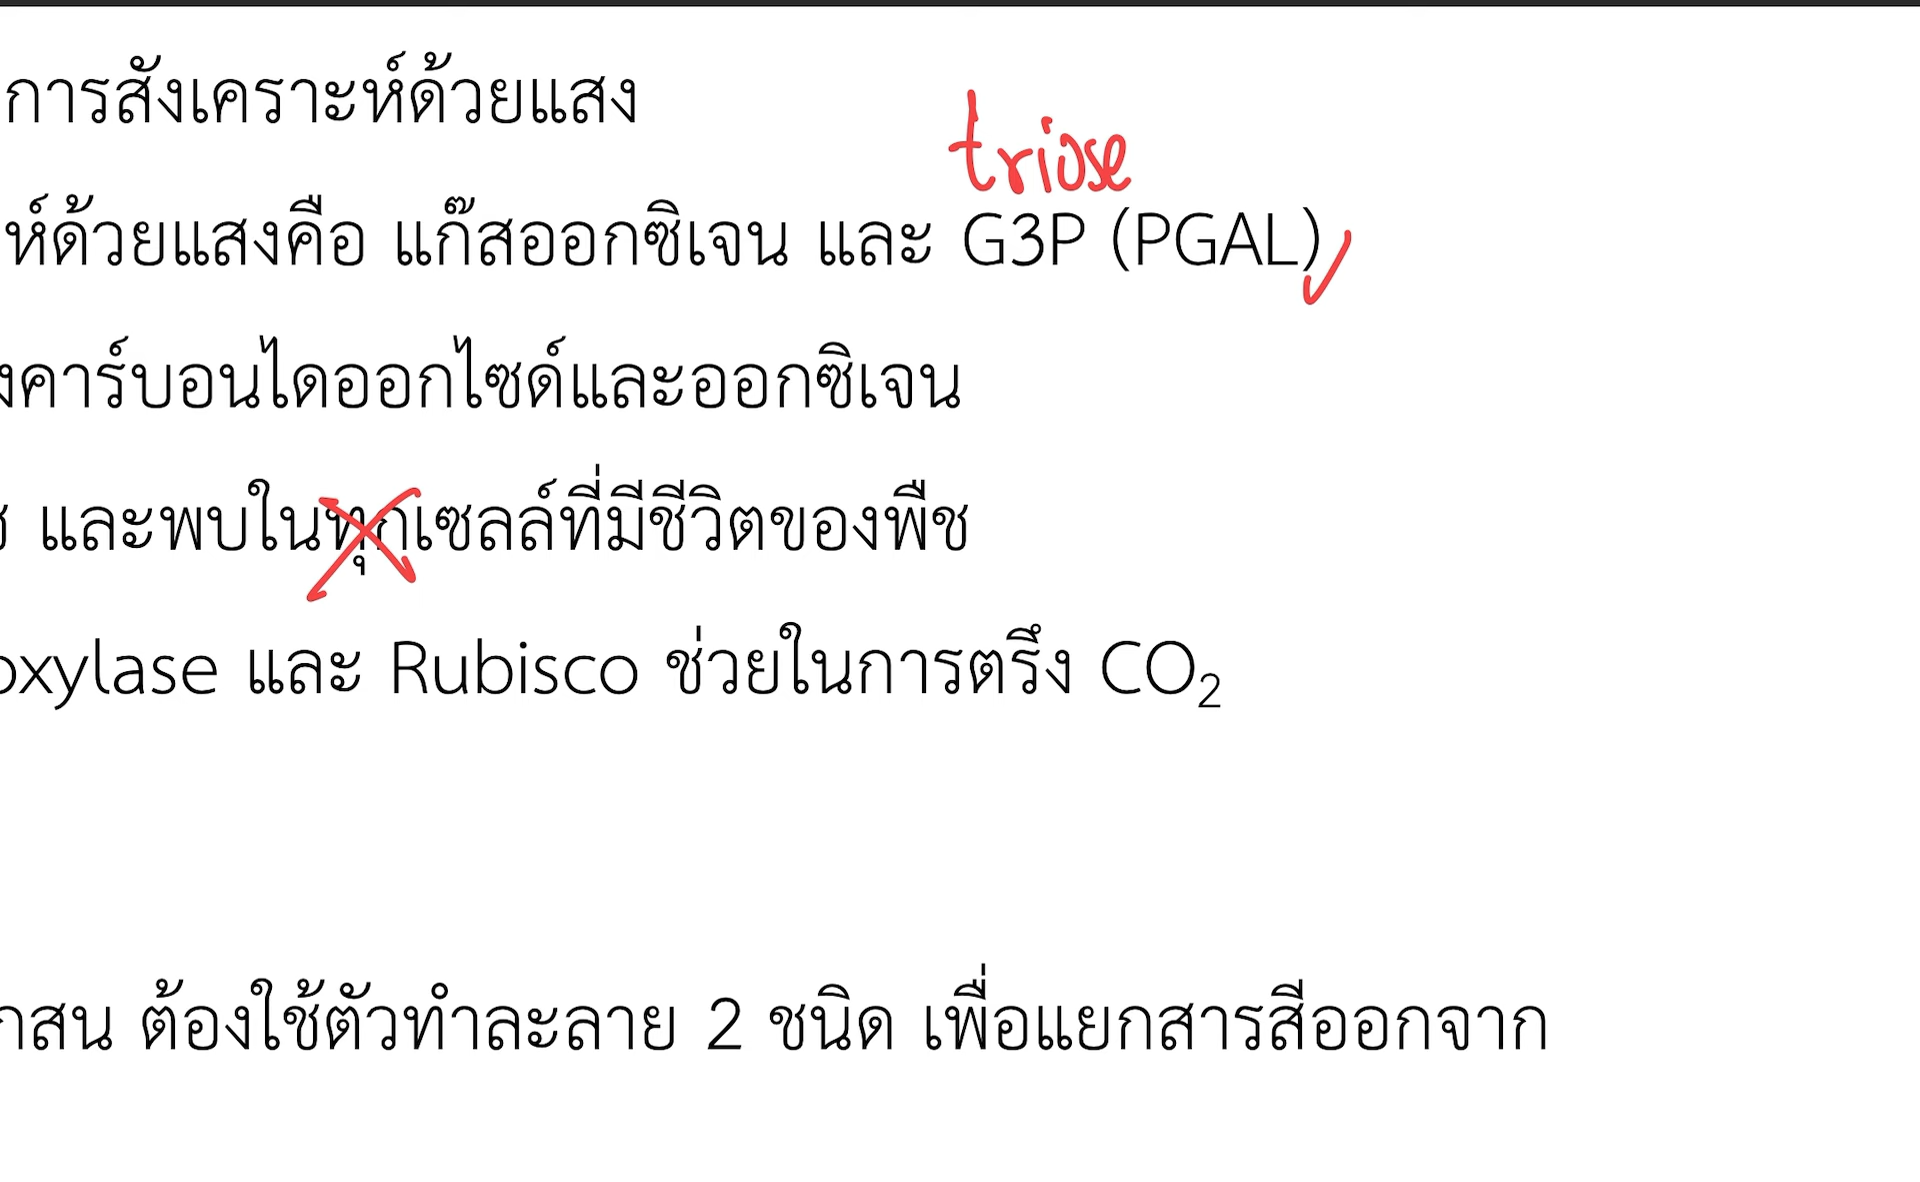 การสังเคราะห์ด้วยแสง
triose
ห์ด้วยแสงคือ แก๊สออกซิเจน และ G3P (PGAL)
งคาร์บอนไดออกไซด์และออกซิเจน
และพบในทุกเซลล์ที่มีชีวิตของพืช
oxylase และ Rubisco ช่วยในการตรึง CO₂
กสน ต้องใช้ตัวทำละลาย 2 ชนิด เพื่อแยกสารสีออกจาก